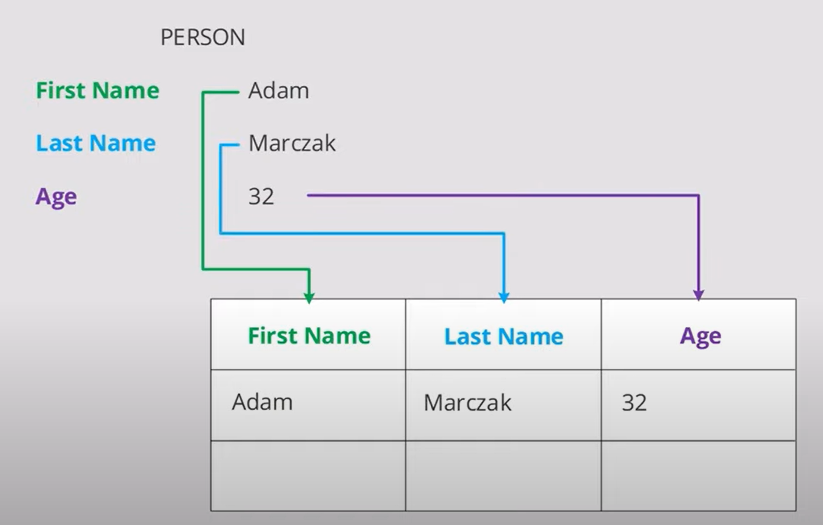 PERSON
First Name Adam
Last Name Marczak
Age 32
First Name Last Name Age
Adam Marczak 32